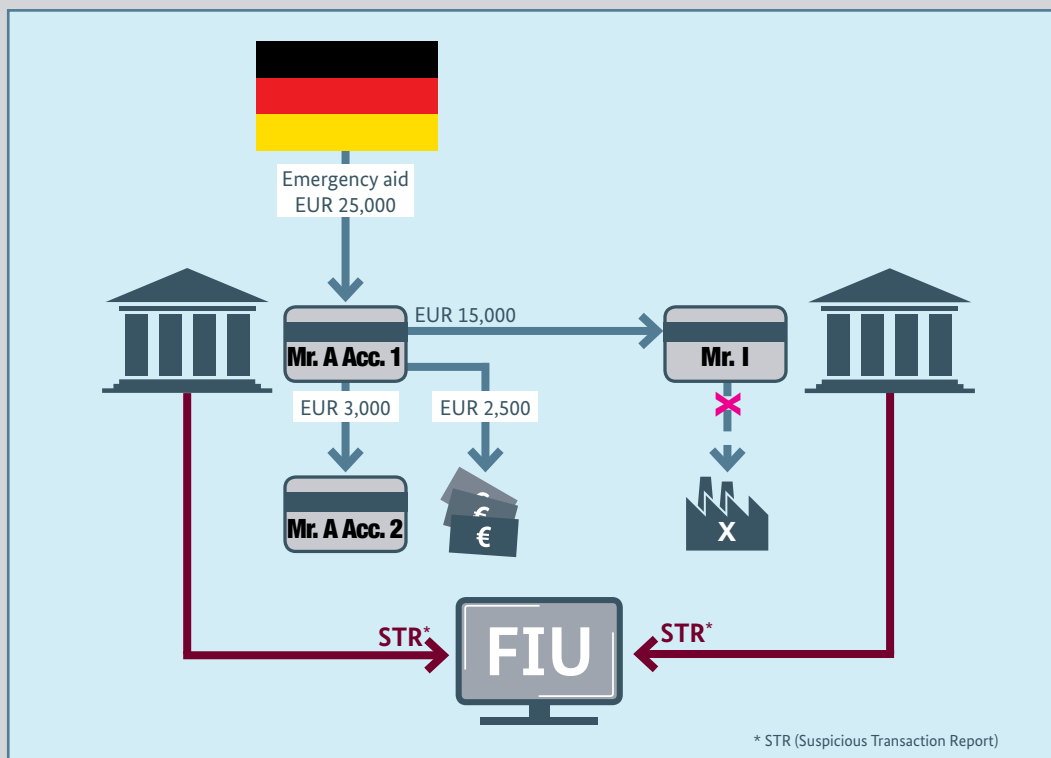 Emergency aid
EUR 25,000
EUR 15,000
Mr. A Acc. 1
Mr. I
EUR 3,000
EUR 2,500
Mr. A Acc. 2
€
€
€
X
STR*
STR*
FIU
* STR (Suspicious Transaction Report)